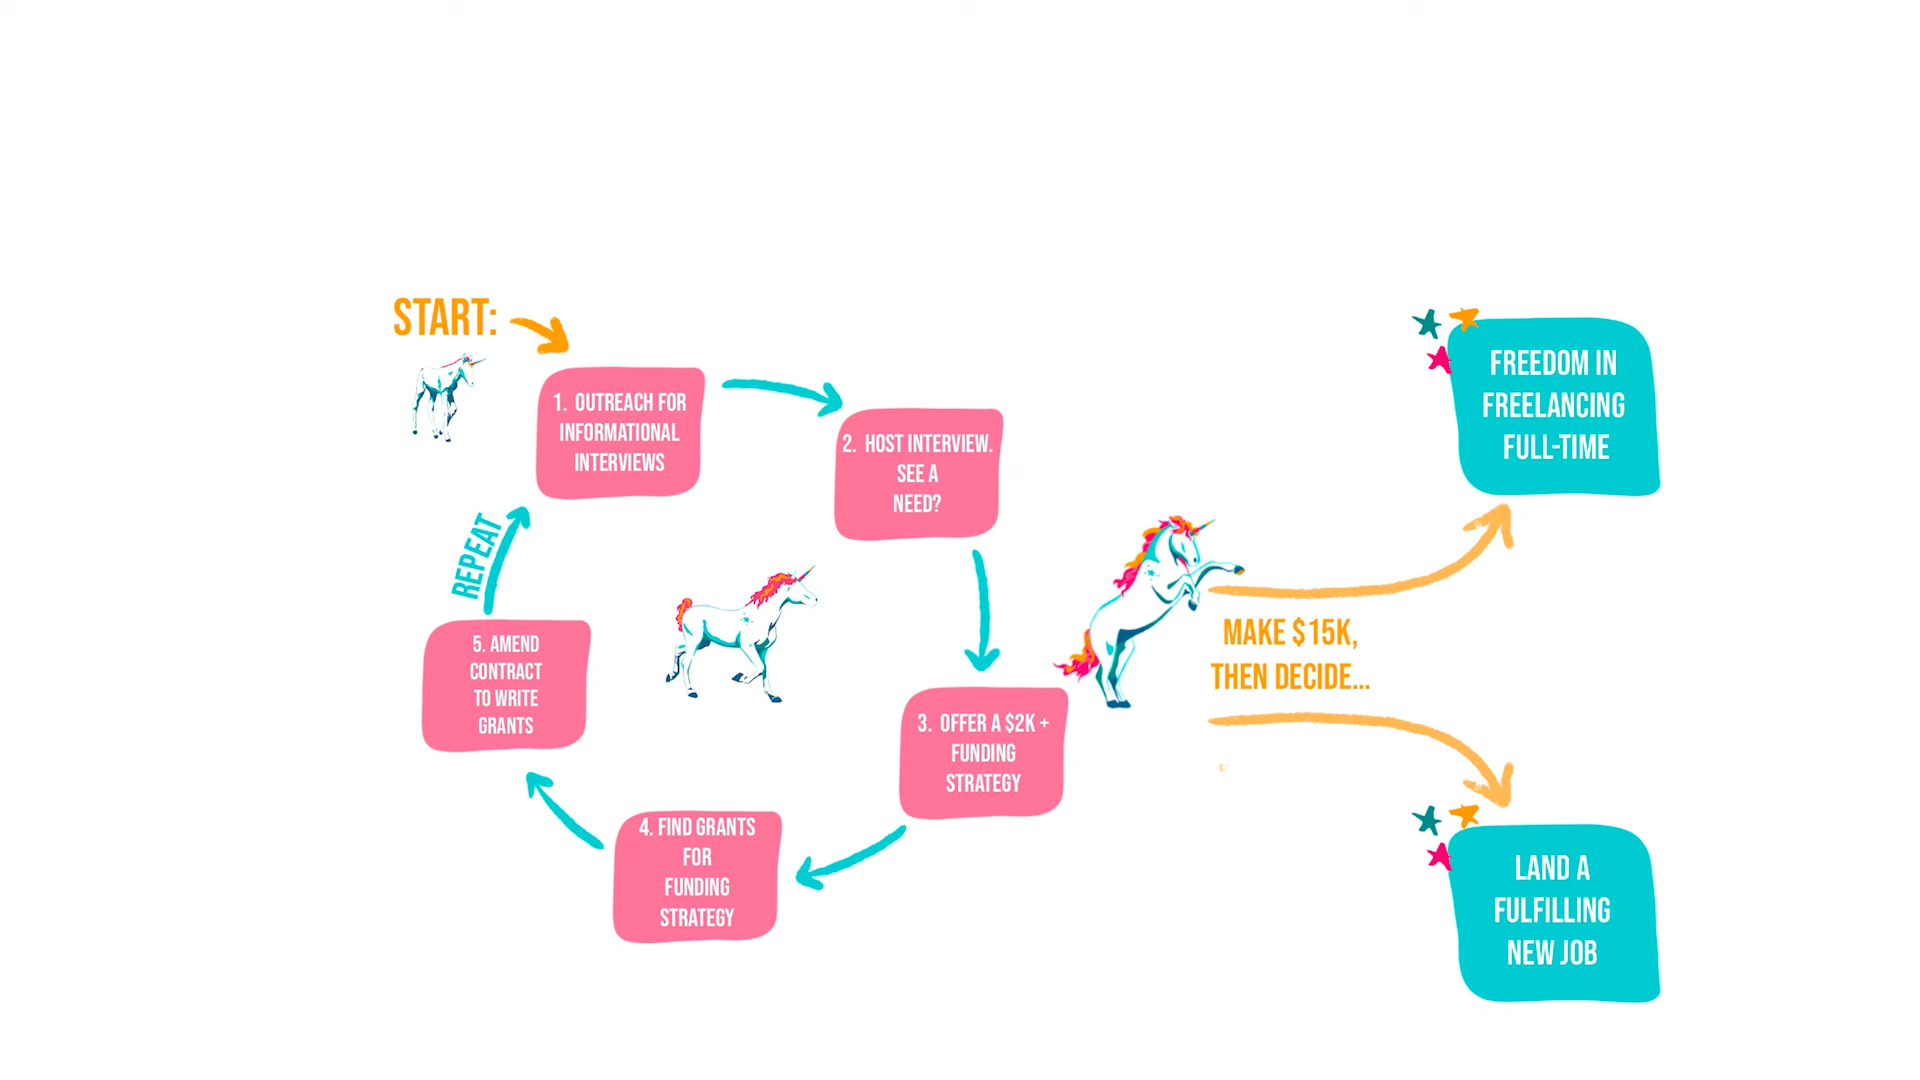 START:
1. OUTREACH FOR
INFORMATIONAL
INTERVIEWS
2. HOST INTERVIEW.
SEE A
NEED?
3. OFFER A $2K +
FUNDING
STRATEGY
4. FIND GRANTS
FOR
FUNDING
STRATEGY
5. AMEND
CONTRACT
TO WRITE
GRANTS
REPEAT
MAKE $15K,
THEN DECIDE...
FREEDOM IN
FREELANCING
FULL-TIME
LAND A
FULFILLING
NEW JOB